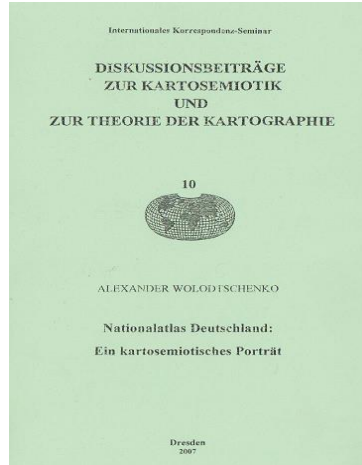 Internationales Korrespondenz-Seminar
DiSKUSSIONSBEITRÄGE
ZUR KARTOSEMIOTIK
UND
ZUR THEORIE DER KARTOGRAPHIE
10
ALEXANDER WOLODTSCHENKO
Nationalatlas Deutschland:
Ein kartosemiotisches Porträt
Dresden
2007